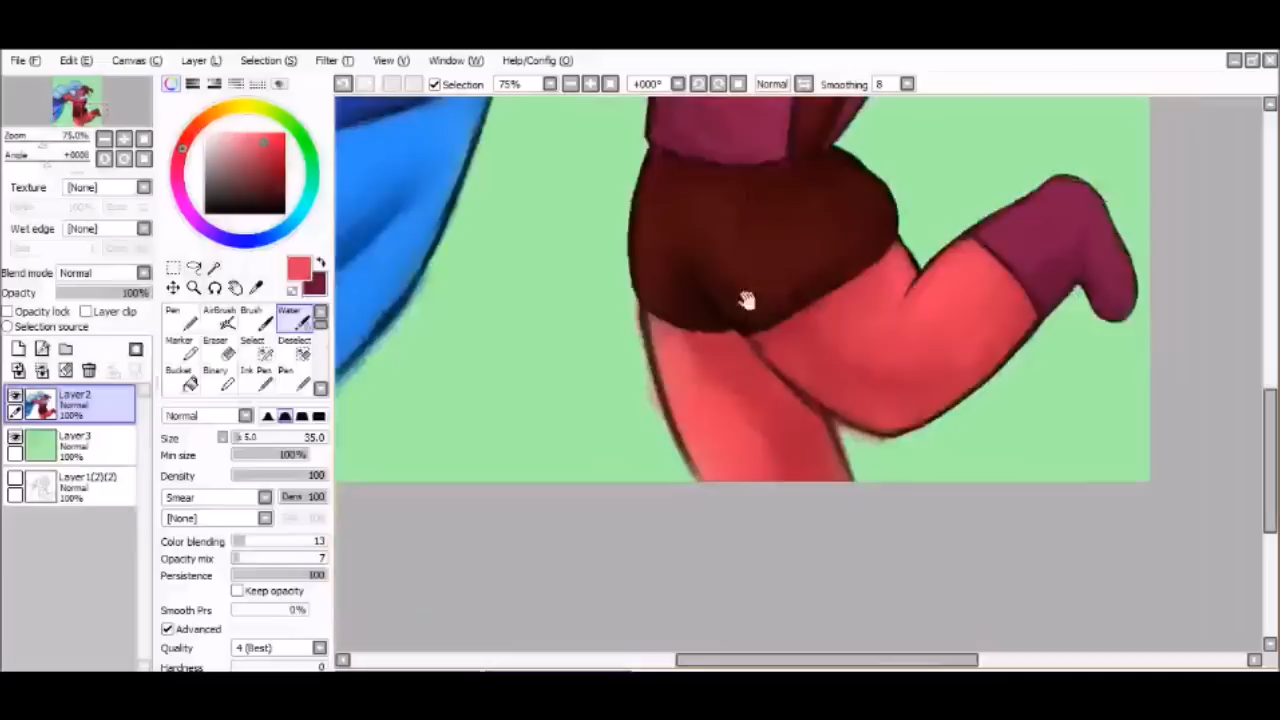 File (F) Edit (E) Canvas (C) Layer (L) Selection (S) Filter (T) View (V) Window (W) Help/Config (O)
Selection 75% +000° Normal Smoothing 8
Zoom 75.0%
Angle +000θ
Texture [None]
Wet edge [None]
Blend mode Normal
Opacity 100%
Opacity lock Layer clip
Selection source
Layer2
Normal
100%
Layer3
Normal
100%
Layer1(2)(2)
Normal
100%
Pen AirBrush Brush Water
Marker Eraser Select Deselect
Bucket Binary Ink Pen Pen
Normal
Size x 5.0 35.0
Min size 100%
Density 100
Smear Dens 100
[None]
Color blending 13
Opacity mix 7
Persistence 100
Keep opacity
Smooth Prs 0%
Advanced
Quality 4 (Best)
Hardness 0